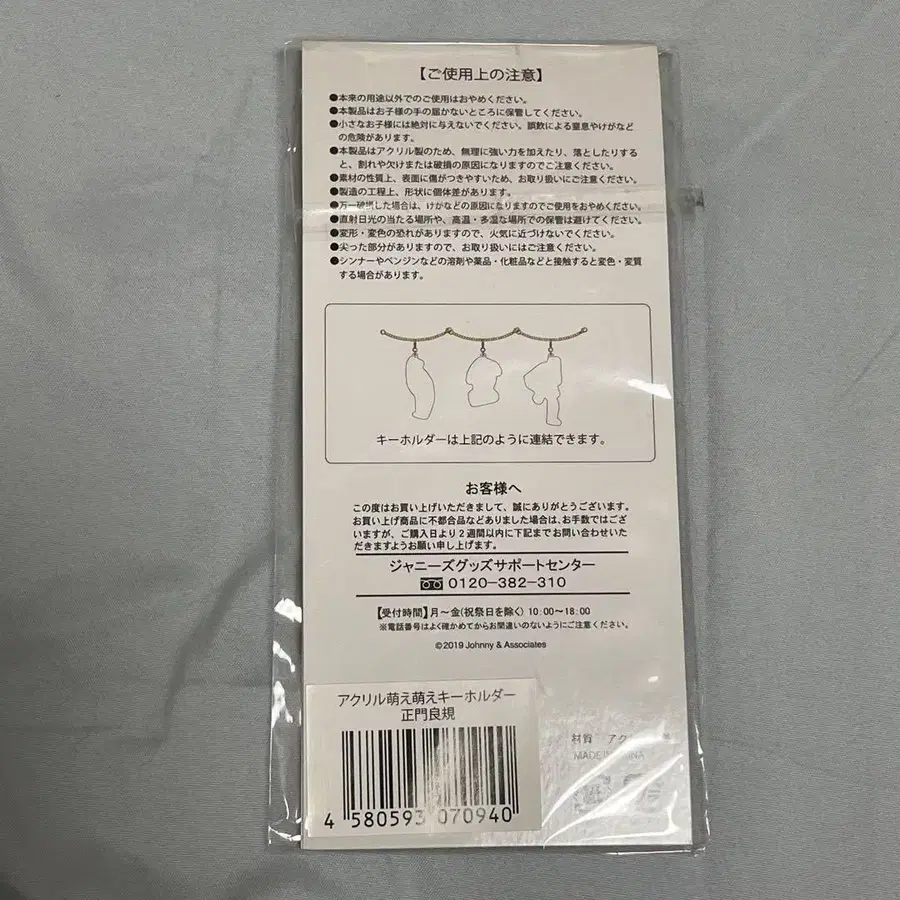 【ご使用上の注意】
●本来の用途以外でのご使用はおやめください。
●本製品はお子様の手の届かないところに保管してください。
●小さなお子様には絶対に与えないでください。誤飲による窒息やけがなど
の危険があります。
●本製品はアクリル製のため、無理に強い力を加えたり、落としたりする
と、割れや欠けまたは破損の原因になりますのでご注意ください。
●素材の性質上、表面に傷がつきやすいため、お取り扱いにご注意ください。
●製造の工程上、形状に個体差があります。
●万一破損した場合は、けがなどの原因になりますのでご使用をおやめください。
●直射日光の当たる場所や、高温・多湿な場所での保管は避けてください。
●変形・変色の恐れがありますので、火気に近づけないでください。
●尖った部分がありますので、お取り扱いにはご注意ください。
●シンナーやベンジンなどの溶剤や薬品・化粧品などと接触すると変色・変質
する場合があります。
キーホルダーは上記のように連結できます。
お客様へ
この度はお買い上げいただきまして、誠にありがとうございます。
お買い上げ商品に不都合品などありました場合は、お手数ではござ
いますが、ご購入日より2週間以内に下記までお問い合わせいた
だきますようお願い申し上げます。
ジャニーズグッズサポートセンター
0120-382-310
【受付時間】月～金(祝祭日を除く) 10:00～18:00
※電話番号はよく確かめてからお間違いのないようにご注意ください。
©2019 Johnny & Associates
アクリル萌え萌えキーホルダー
正門良規
4 580593 070940
材質 アク
MADE IN CHINA